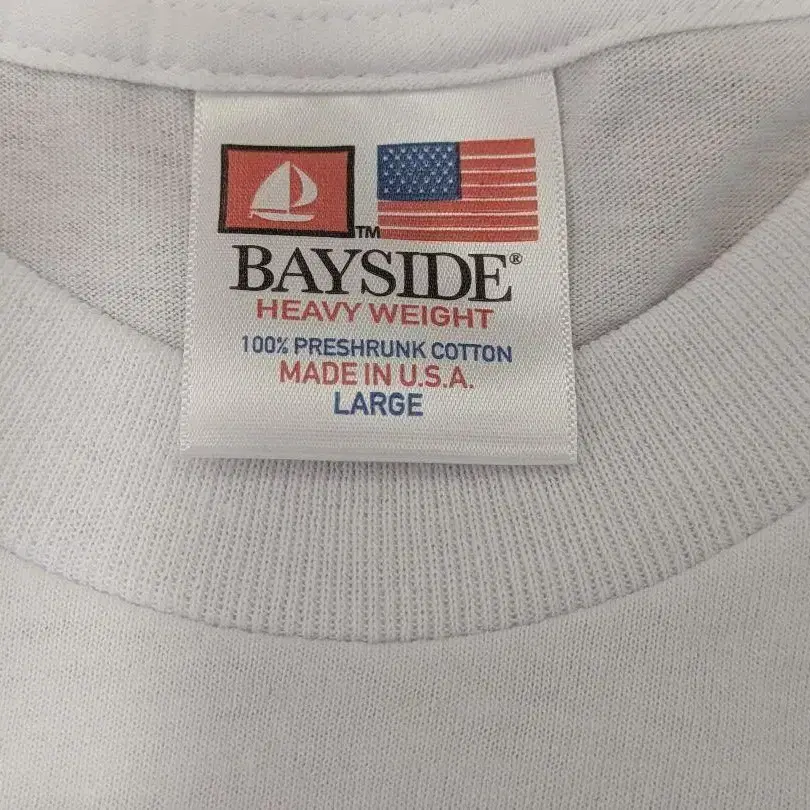 TM
BAYSIDE®
HEAVY WEIGHT
100% PRESHRUNK COTTON
MADE IN U.S.A.
LARGE